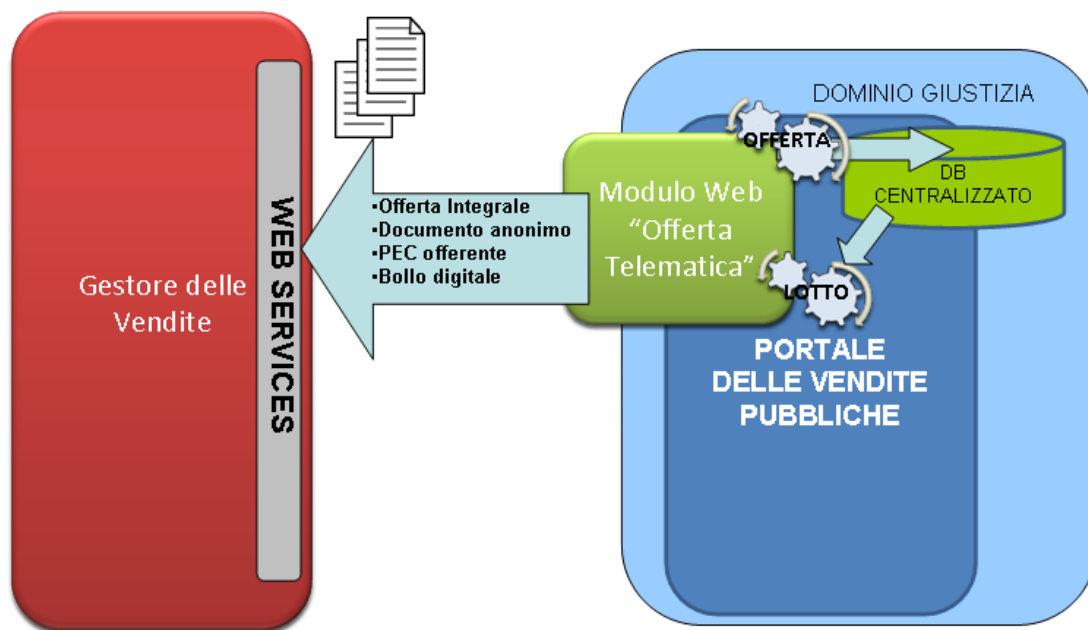 Gestore delle
Vendite
WEB SERVICES
▪Offerta Integrale
▪Documento anonimo
▪PEC offerente
▪Bollo digitale
Modulo Web
“Offerta
Telematica”
DOMINIO GIUSTIZIA
OFFERTA
DB
CENTRALIZZATO
LOTTO
PORTALE
DELLE VENDITE
PUBBLICHE